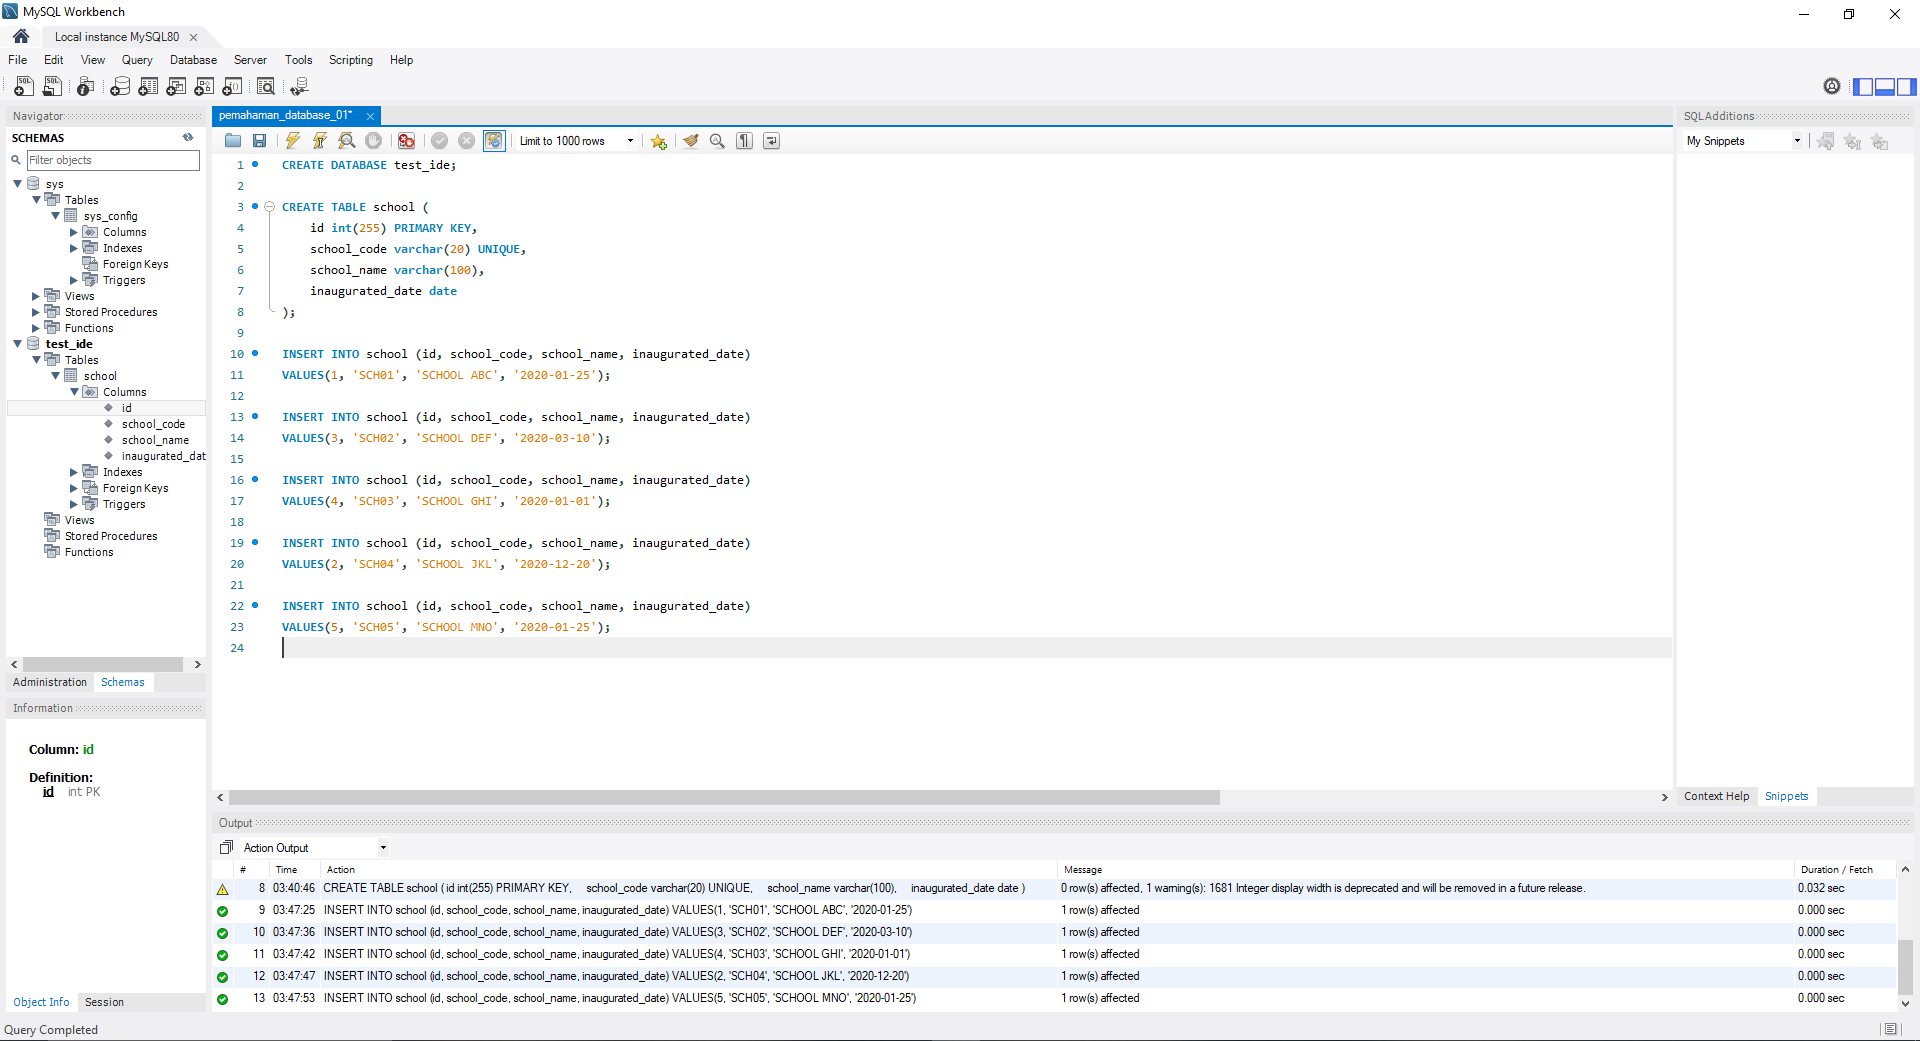 MySQL Workbench
Local instance MySQL80
File Edit View Query Database Server Tools Scripting Help
Navigator
SCHEMAS
Filter objects
sys
Tables
sys_config
Columns
Indexes
Foreign Keys
Triggers
Views
Stored Procedures
Functions
test_ide
Tables
school
Columns
id
school_code
school_name
inaugurated_dat
Indexes
Foreign Keys
Triggers
Views
Stored Procedures
Functions
Administration Schemas
Information
Column: id
Definition:
id int PK
Object Info Session
pemahaman_database_01*
Limit to 1000 rows
1 CREATE DATABASE test_ide;
2
3 CREATE TABLE school (
4 id int(255) PRIMARY KEY,
5 school_code varchar(20) UNIQUE,
6 school_name varchar(100),
7 inaugurated_date date
8 );
9
10 INSERT INTO school (id, school_code, school_name, inaugurated_date)
11 VALUES(1, 'SCH01', 'SCHOOL ABC', '2020-01-25');
12
13 INSERT INTO school (id, school_code, school_name, inaugurated_date)
14 VALUES(3, 'SCH02', 'SCHOOL DEF', '2020-03-10');
15
16 INSERT INTO school (id, school_code, school_name, inaugurated_date)
17 VALUES(4, 'SCH03', 'SCHOOL GHI', '2020-01-01');
18
19 INSERT INTO school (id, school_code, school_name, inaugurated_date)
20 VALUES(2, 'SCH04', 'SCHOOL JKL', '2020-12-20');
21
22 INSERT INTO school (id, school_code, school_name, inaugurated_date)
23 VALUES(5, 'SCH05', 'SCHOOL MNO', '2020-01-25');
24
SQLAdditions
My Snippets
Context Help Snippets
Output
Action Output
# Time Action Message Duration / Fetch
8 03:40:46 CREATE TABLE school ( id int(255) PRIMARY KEY, school_code varchar(20) UNIQUE, school_name varchar(100), inaugurated_date date ) 0 row(s) affected, 1 warning(s): 1681 Integer display width is deprecated and will be removed in a future release. 0.032 sec
9 03:47:25 INSERT INTO school (id, school_code, school_name, inaugurated_date) VALUES(1, 'SCH01', 'SCHOOL ABC', '2020-01-25') 1 row(s) affected 0.000 sec
10 03:47:36 INSERT INTO school (id, school_code, school_name, inaugurated_date) VALUES(3, 'SCH02', 'SCHOOL DEF', '2020-03-10') 1 row(s) affected 0.000 sec
11 03:47:42 INSERT INTO school (id, school_code, school_name, inaugurated_date) VALUES(4, 'SCH03', 'SCHOOL GHI', '2020-01-01') 1 row(s) affected 0.000 sec
12 03:47:47 INSERT INTO school (id, school_code, school_name, inaugurated_date) VALUES(2, 'SCH04', 'SCHOOL JKL', '2020-12-20') 1 row(s) affected 0.000 sec
13 03:47:53 INSERT INTO school (id, school_code, school_name, inaugurated_date) VALUES(5, 'SCH05', 'SCHOOL MNO', '2020-01-25') 1 row(s) affected 0.000 sec
Query Completed